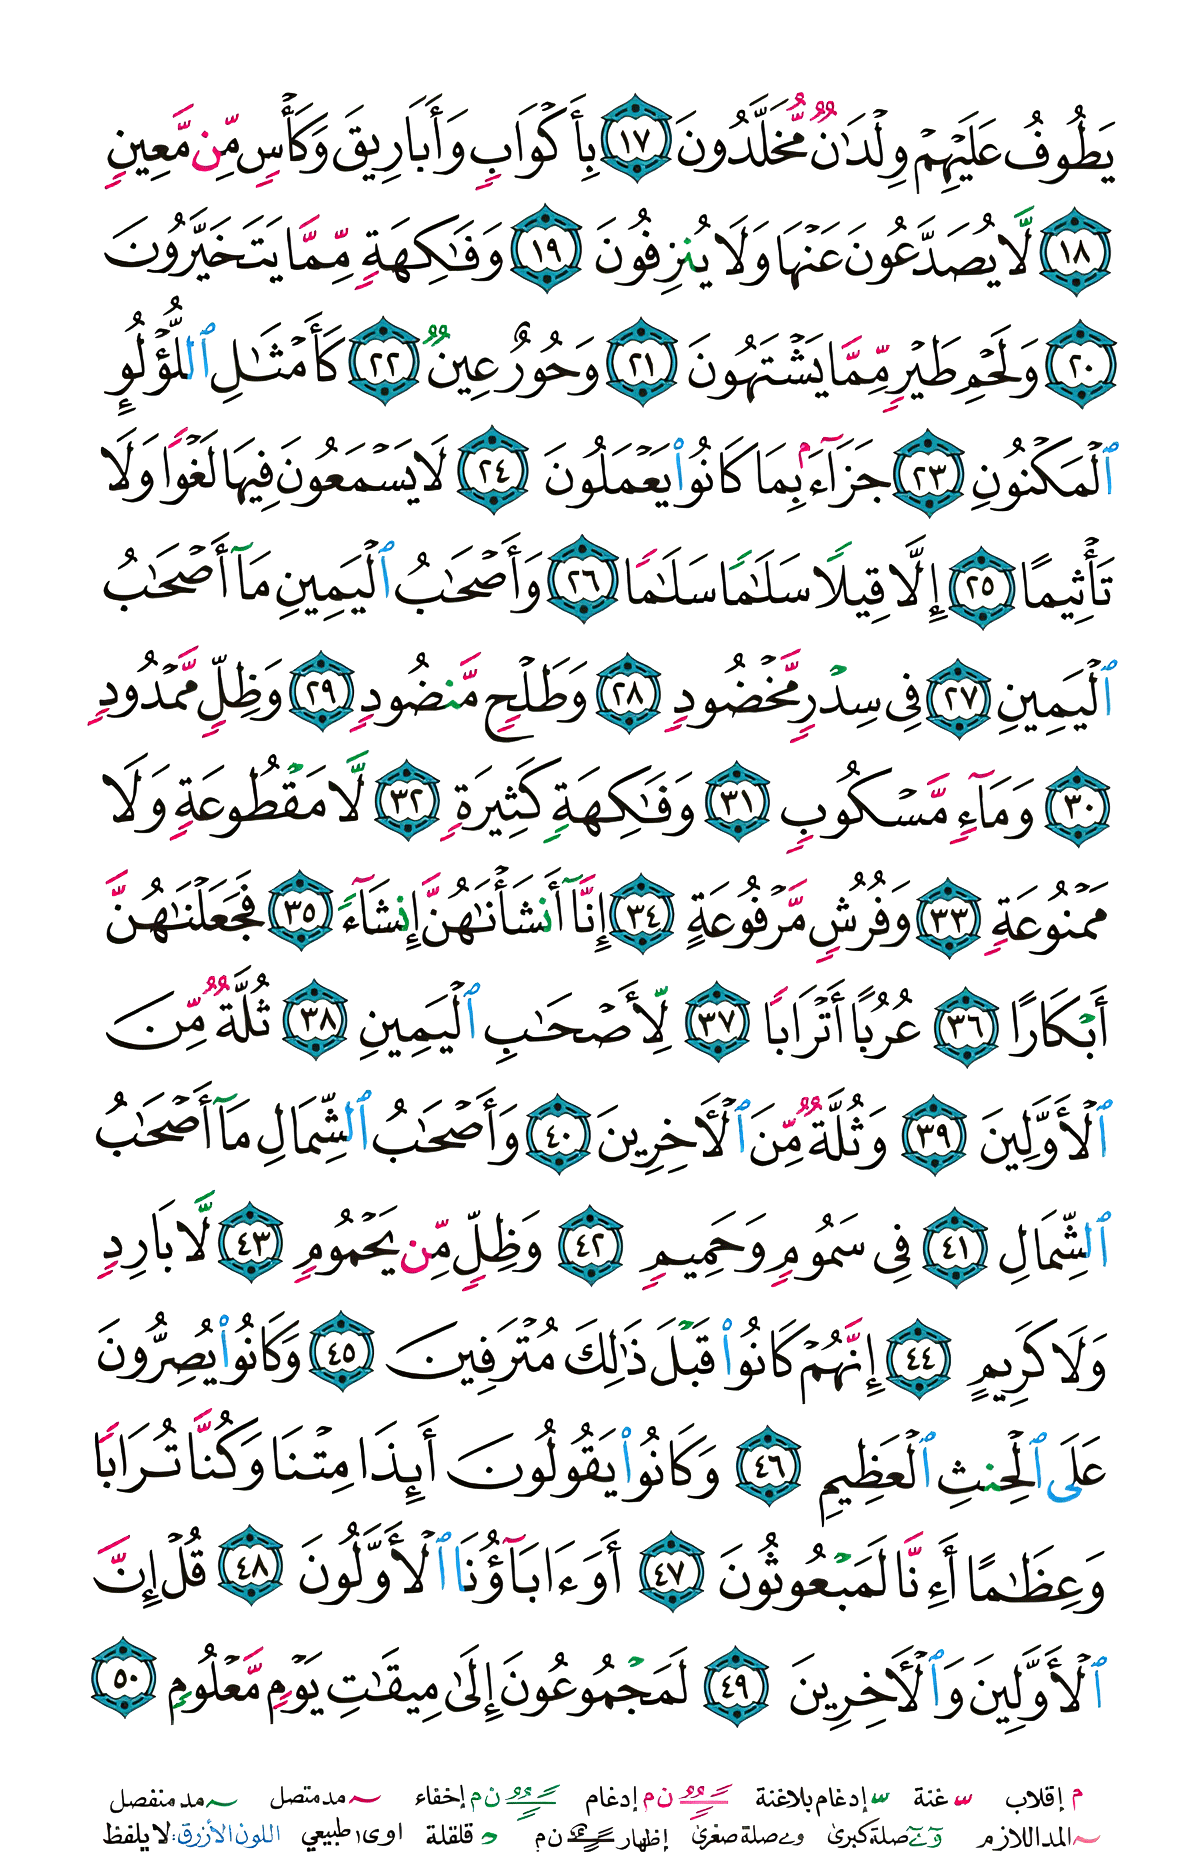 يَطُوفُ عَلَيْهِمْ وِلْدَٰنٌ مُّخَلَّدُونَ ١٧ بِأَكْوَابٍ وَأَبَارِيقَ وَكَأْسٍ مِّن مَّعِينٍ
١٨ لَّا يُصَدَّعُونَ عَنْهَا وَلَا يُنزِفُونَ ١٩ وَفَٰكِهَةٍ مِّمَّا يَتَخَيَّرُونَ
٢٠ وَلَحْمِ طَيْرٍ مِّمَّا يَشْتَهُونَ ٢١ وَحُورٌ عِينٌ ٢٢ كَأَمْثَٰلِ ٱللُّؤْلُؤِ
ٱلْمَكْنُونِ ٢٣ جَزَآءَۢ بِمَا كَانُوا۟ يَعْمَلُونَ ٢٤ لَا يَسْمَعُونَ فِيهَا لَغْوًا وَلَا
تَأْثِيمًا ٢٥ إِلَّا قِيلًا سَلَٰمًا سَلَٰمًا ٢٦ وَأَصْحَٰبُ ٱلْيَمِينِ مَآ أَصْحَٰبُ
ٱلْيَمِينِ ٢٧ فِى سِدْرٍ مَّخْضُودٍ ٢٨ وَطَلْحٍ مَّنضُودٍ ٢٩ وَظِلٍّ مَّمْدُودٍ
٣٠ وَمَآءٍ مَّسْكُوبٍ ٣١ وَفَٰكِهَةٍ كَثِيرَةٍ ٣٢ لَّا مَقْطُوعَةٍ وَلَا
مَمْنُوعَةٍ ٣٣ وَفُرُشٍ مَّرْفُوعَةٍ ٣٤ إِنَّآ أَنشَأْنَٰهُنَّ إِنشَآءً ٣٥ فَجَعَلْنَٰهُنَّ
أَبْكَارًا ٣٦ عُرُبًا أَتْرَابًا ٣٧ لِّأَصْحَٰبِ ٱلْيَمِينِ ٣٨ ثُلَّةٌ مِّنَ
ٱلْأَوَّلِينَ ٣٩ وَثُلَّةٌ مِّنَ ٱلْـَٔاخِرِينَ ٤٠ وَأَصْحَٰبُ ٱلشِّمَالِ مَآ أَصْحَٰبُ
ٱلشِّمَالِ ٤١ فِى سَمُومٍ وَحَمِيمٍ ٤٢ وَظِلٍّ مِّن يَحْمُومٍ ٤٣ لَّا بَارِدٍ
وَلَا كَرِيمٍ ٤٤ إِنَّهُمْ كَانُوا۟ قَبْلَ ذَٰلِكَ مُتْرَفِينَ ٤٥ وَكَانُوا۟ يُصِرُّونَ
عَلَى ٱلْحِنثِ ٱلْعَظِيمِ ٤٦ وَكَانُوا۟ يَقُولُونَ أَئِذَا مِتْنَا وَكُنَّا تُرَابًا
وَعِظَٰمًا أَءِنَّا لَمَبْعُوثُونَ ٤٧ أَوَءَابَآؤُنَا ٱلْأَوَّلُونَ ٤٨ قُلْ إِنَّ
ٱلْأَوَّلِينَ وَٱلْـَٔاخِرِينَ ٤٩ لَمَجْمُوعُونَ إِلَىٰ مِيقَٰتِ يَوْمٍ مَّعْلُومٍ ٥٠
م إقلاب ّ غنة ّ إدغام بلاغنة ن م إدغام ن م إخفاء ~ مد متصل ~ مد منفصل
~ المد اللازم و ے صلة كبرى و ے صلة صغرى إظهار ن م د قلقلة ا و ى ا طبيعي اللون الأزرق: لا يلفظ